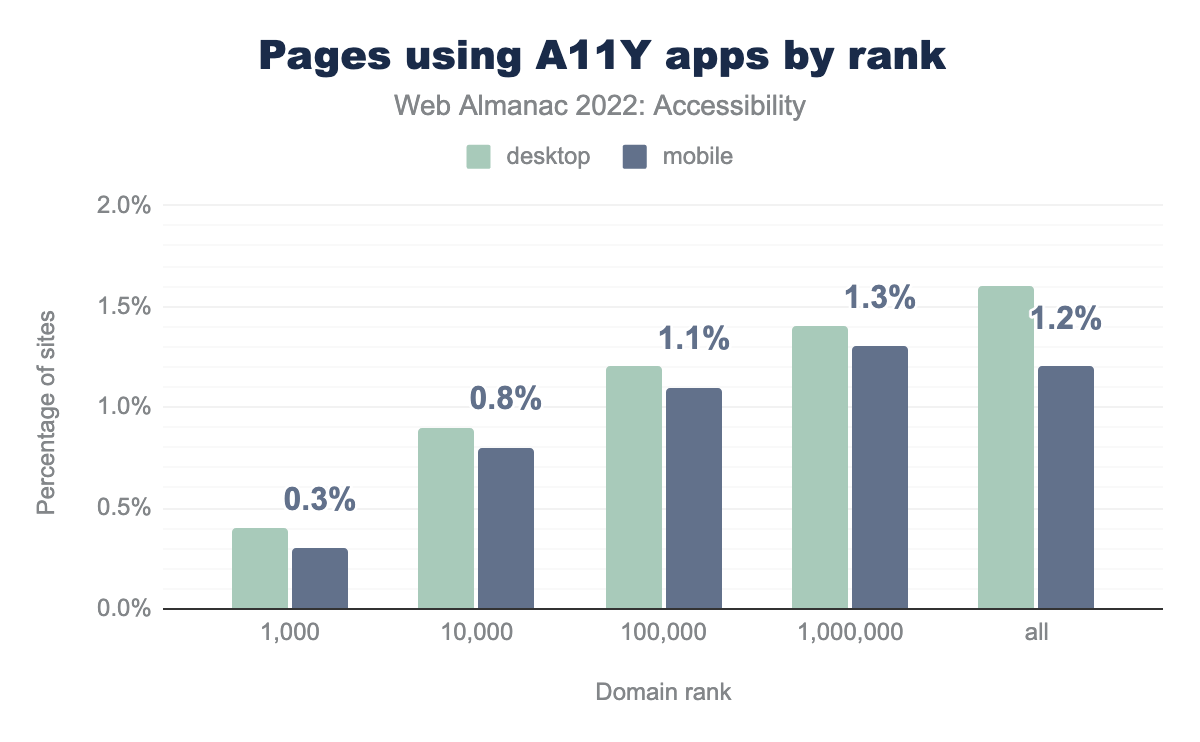 Pages using A11Y apps by rank
Web Almanac 2022: Accessibility
desktop mobile
Percentage of sites
2.0%
1.5%
1.0%
0.5%
0.0%
0.3%
0.8%
1.1%
1.3%
1.2%
1,000 10,000 100,000 1,000,000 all
Domain rank